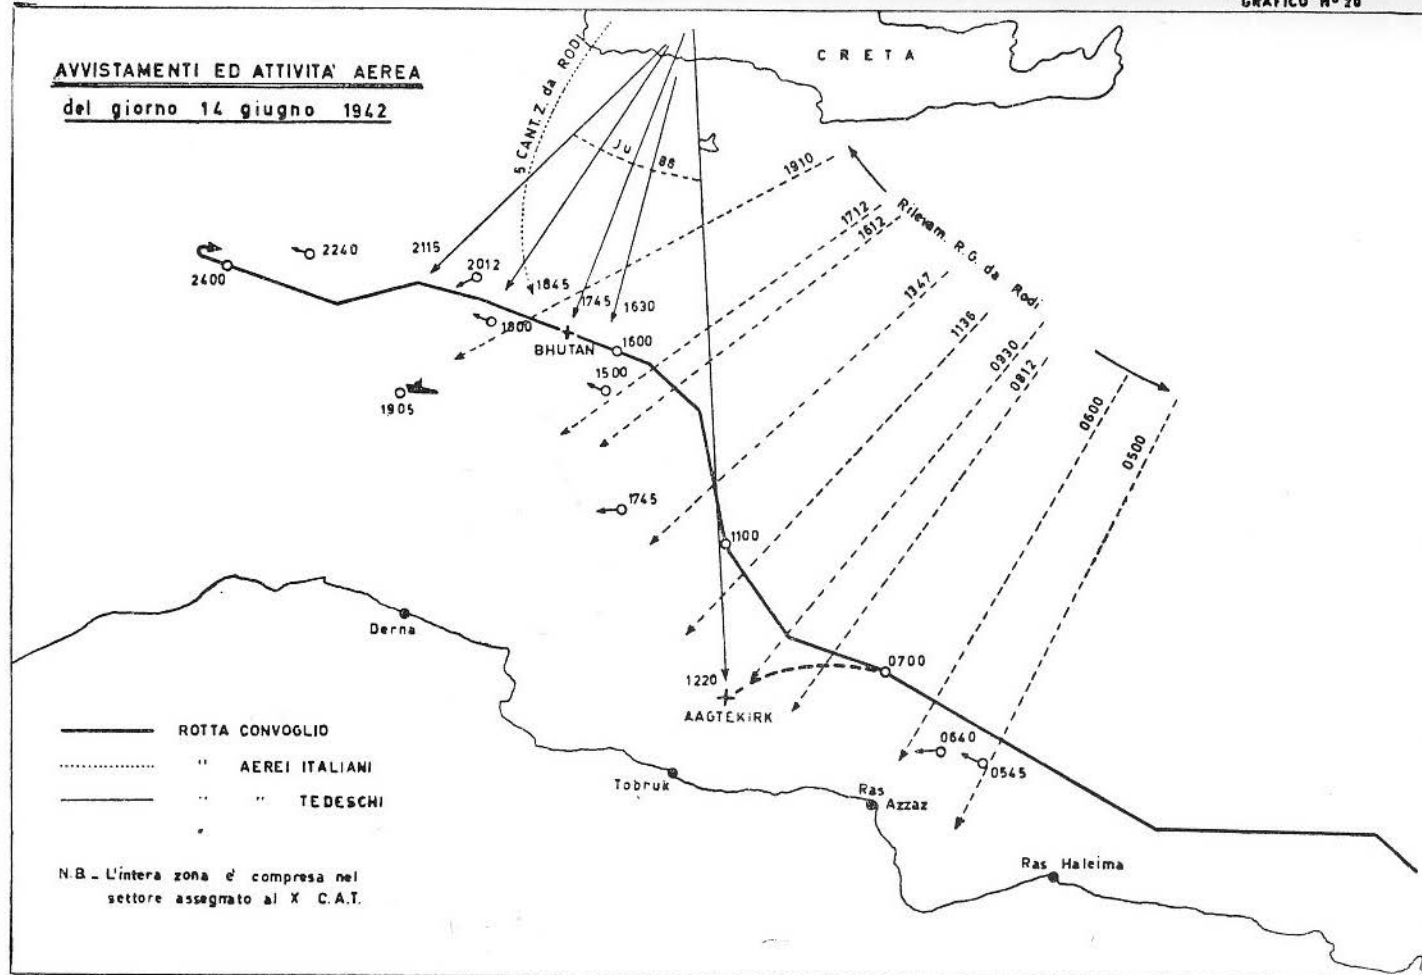 GRAFICO Nº 20
AVVISTAMENTI ED ATTIVITA' AEREA
del giorno 14 giugno 1942
CRETA
5 CANT. Z. da RODI
Ju 88
1910
1712
1612
Rilevam. R.G. da Rodi
1347
1136
0930
0812
0600
0500
2240
2400
2115
2012
1845
1745
1630
1800
BHUTAN
1600
1500
1905
1745
1100
1220
AAGTEKIRK
0700
0640
0545
Derna
Tobruk
Ras
Azzaz
Ras Haleima
ROTTA CONVOGLIO
" AEREI ITALIANI
" " TEDESCHI
N.B. _ L'intera zona e' compresa nel
settore assegnato al X C.A.T.